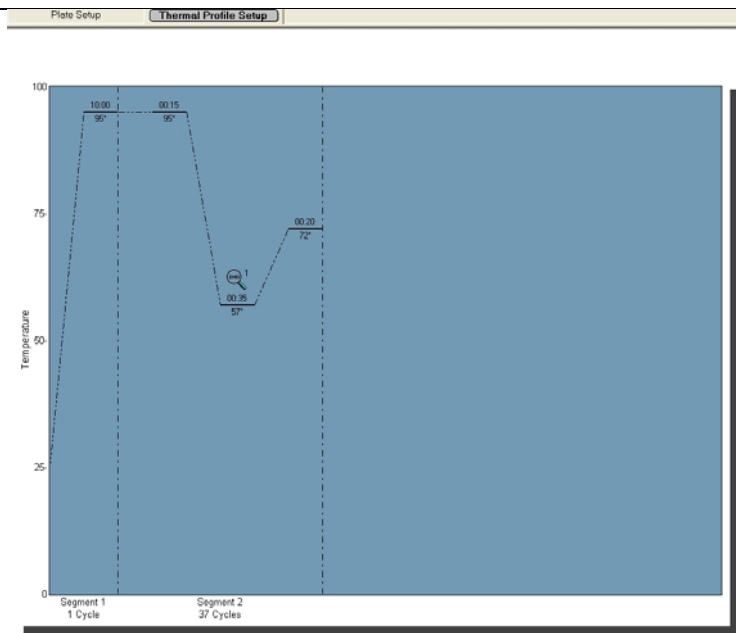 Plate Setup
Thermal Profile Setup
100
10:00
95°
00:15
95°
75
00:20
72°
1
00:35
57°
Temperature
50
25
0
Segment 1
1 Cycle
Segment 2
37 Cycles